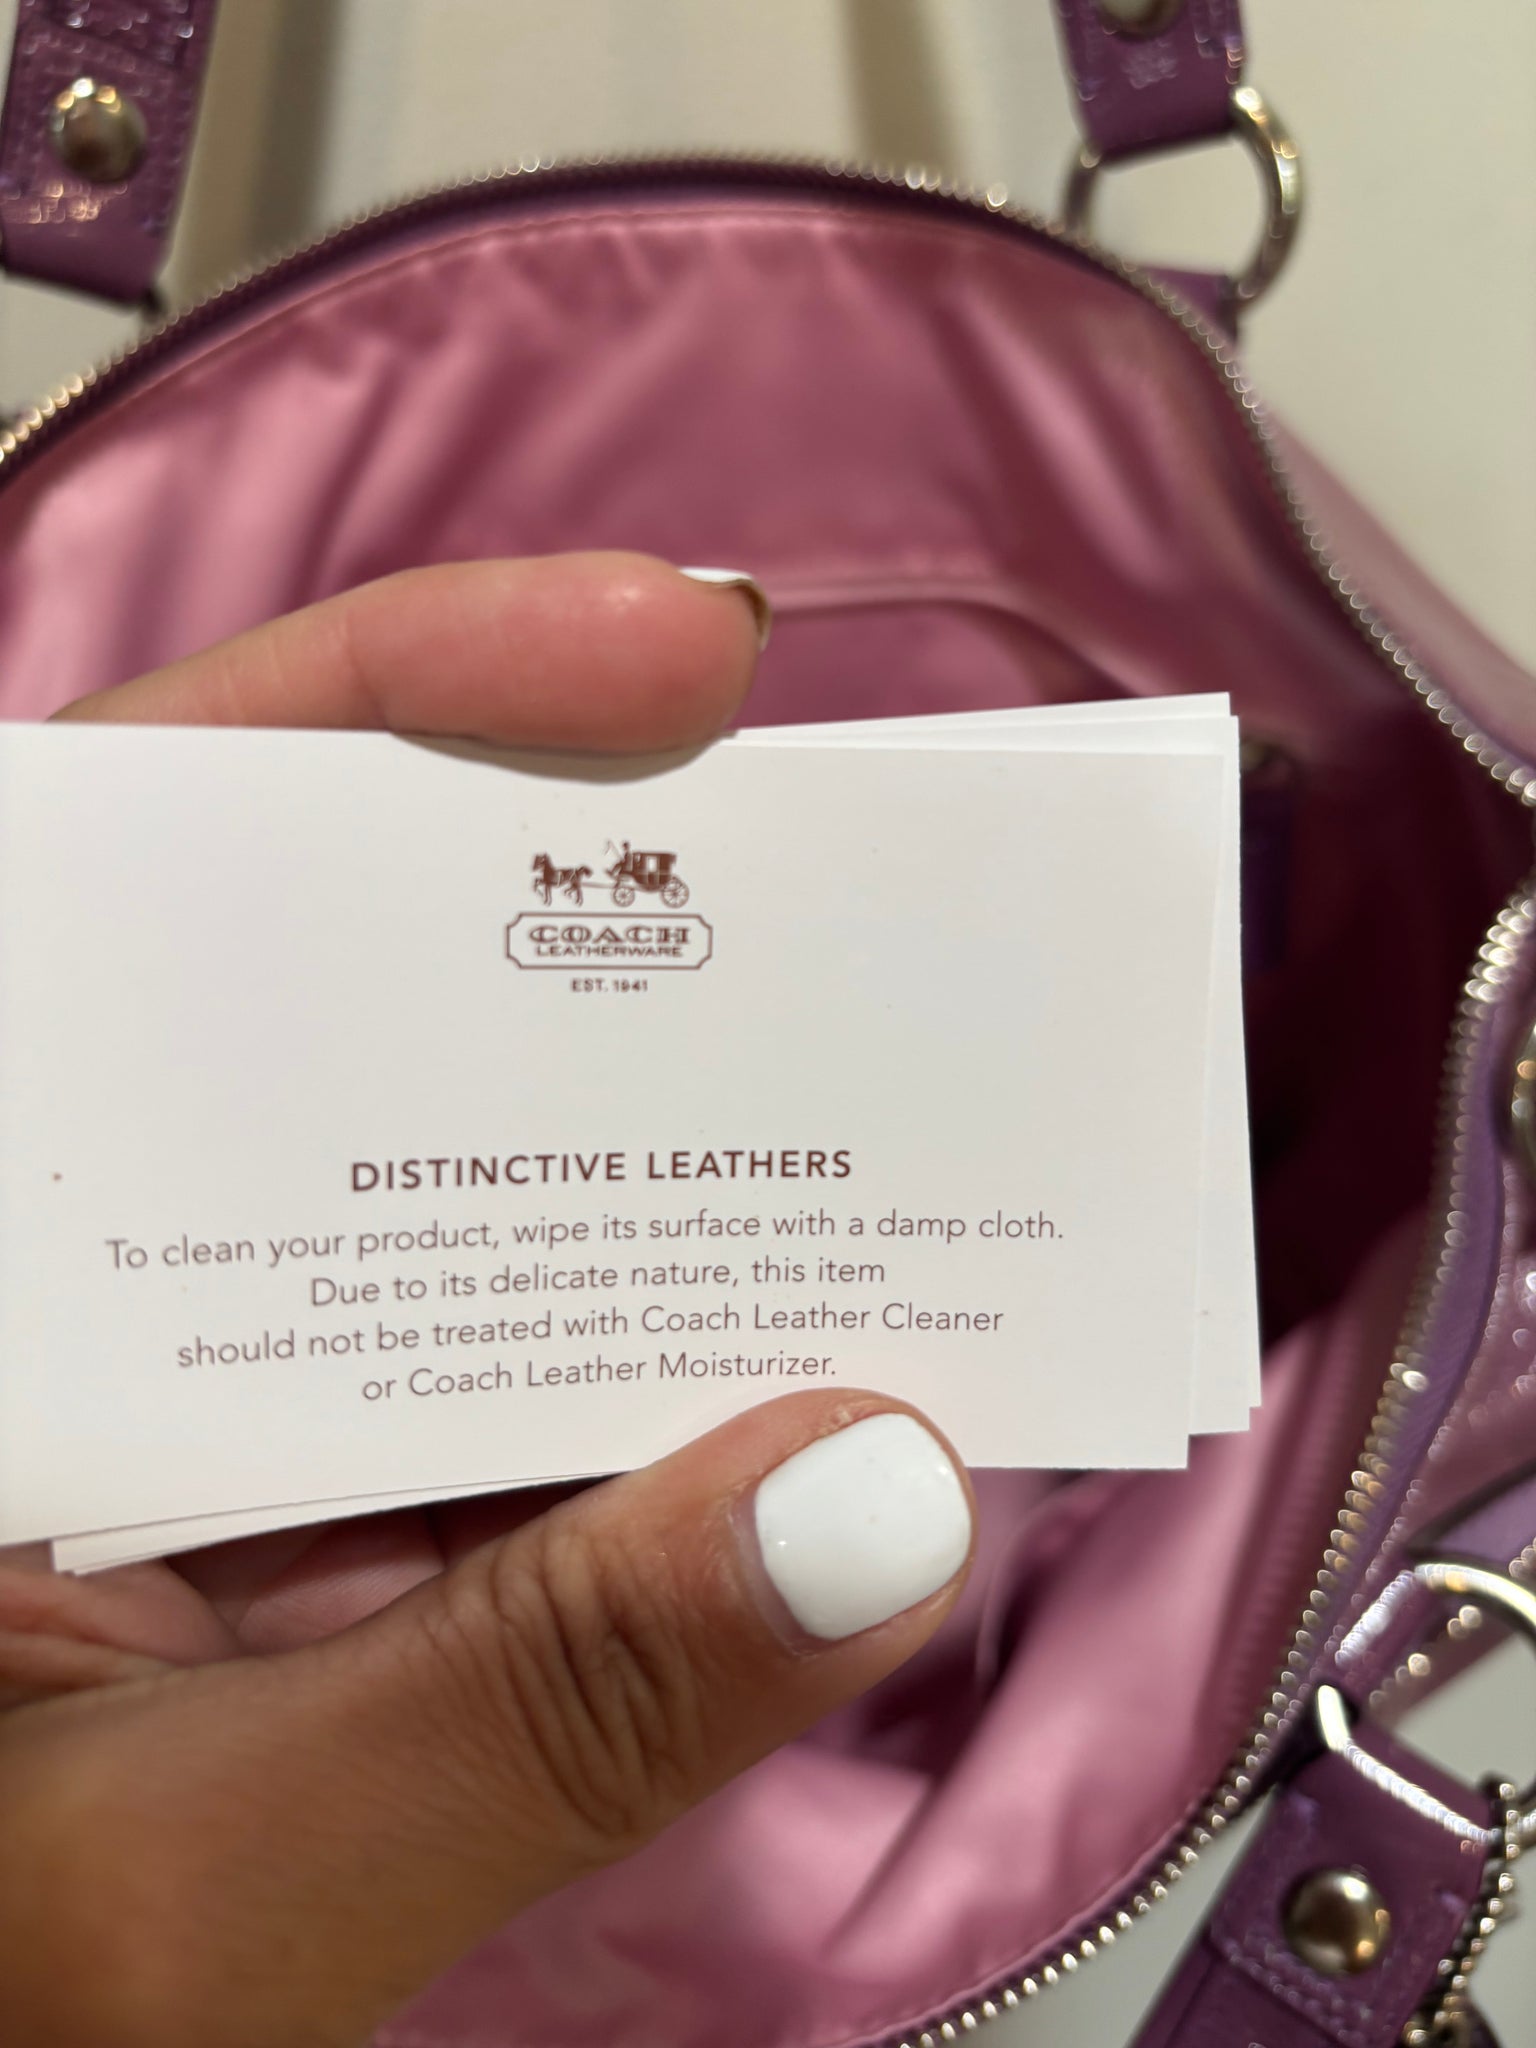 COACH
LEATHERWARE
EST. 1941
DISTINCTIVE LEATHERS
To clean your product, wipe its surface with a damp cloth.
Due to its delicate nature, this item
should not be treated with Coach Leather Cleaner
or Coach Leather Moisturizer.